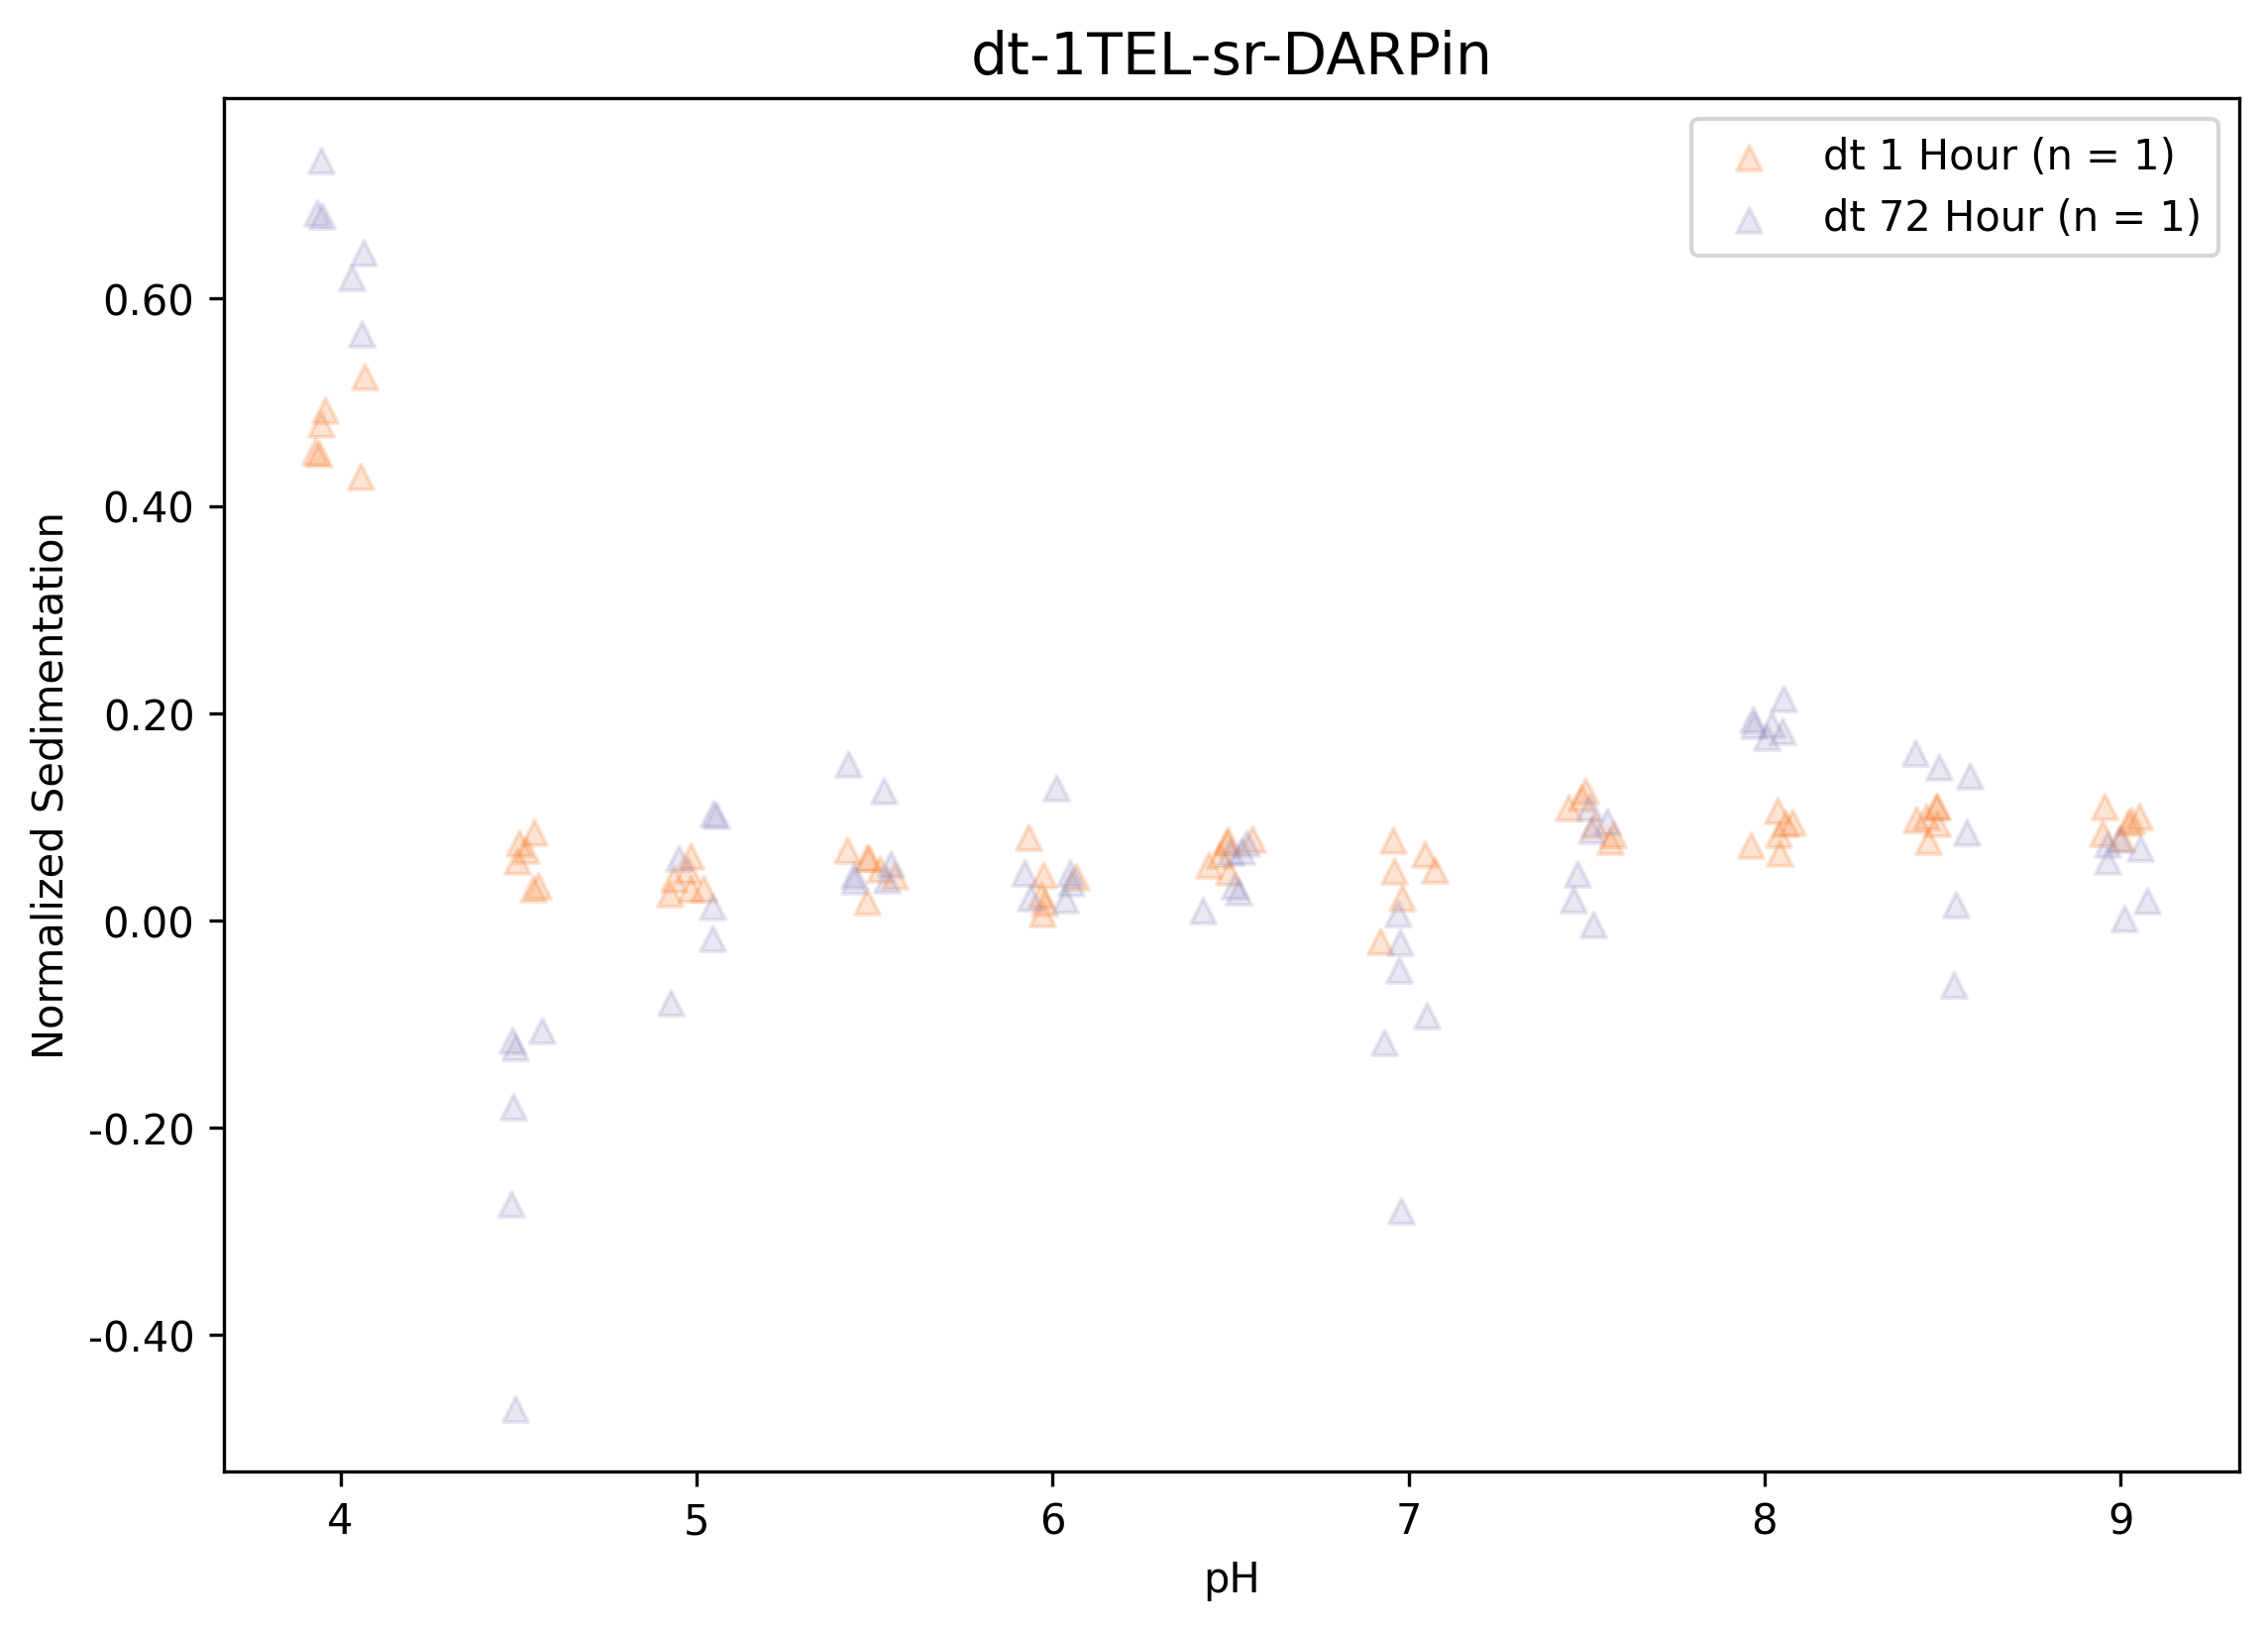 dt-1TEL-sr-DARPin
dt 1 Hour (n = 1)
dt 72 Hour (n = 1)
0.60
0.40
0.20
0.00
-0.20
-0.40
Normalized Sedimentation
4 5 6 7 8 9
pH